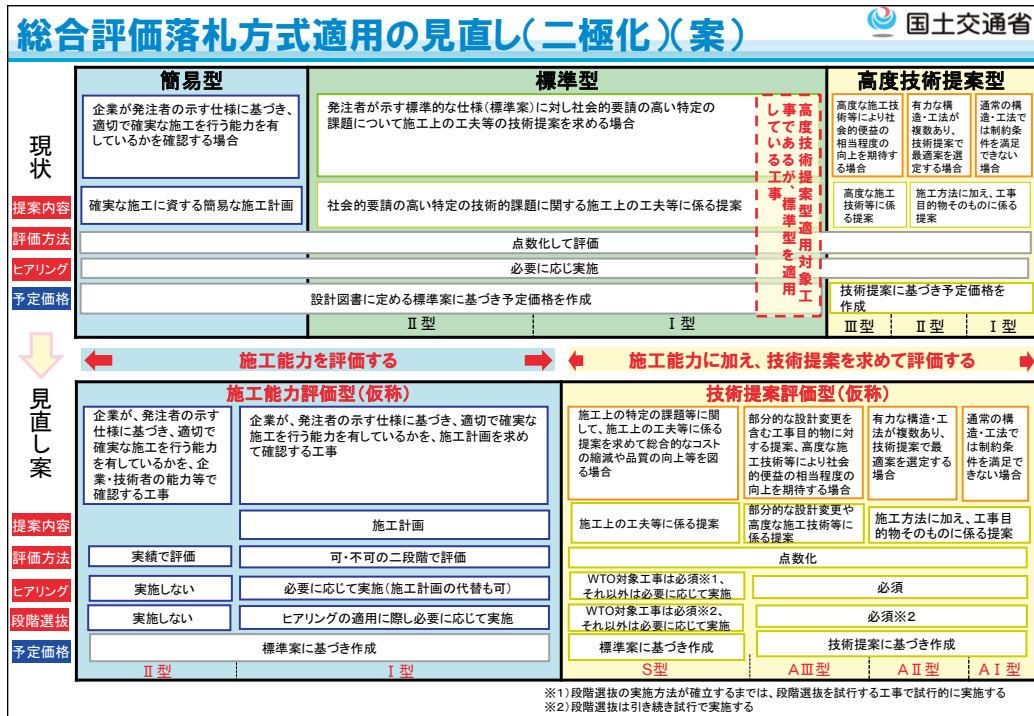 総合評価落札方式適用の見直し(二極化)(案)
国土交通省
簡易型
標準型
高度技術提案型
現状
企業が発注者の示す仕様に基づき、
適切で確実な施工を行う能力を有
しているかを確認する場合
発注者が示す標準的な仕様(標準案)に対し社会的要請の高い特定の
課題について施工上の工夫等の技術提案を求める場合
高度技術提案型適用対象工
事であるが、標準型を適用
している工事
高度な施工技
術等により社
会的便益の
相当程度の
向上を期待す
る場合
有力な構
造・工法が
複数あり、
技術提案で
最適案を選
定する場合
通常の構
造・工法で
は制約条
件を満足
できない
場合
提案内容
確実な施工に資する簡易な施工計画
社会的要請の高い特定の技術的課題に関する施工上の工夫等に係る提案
高度な施工
技術等に係
る提案
施工方法に加え、工事
目的物そのものに係る
提案
評価方法
点数化して評価
ヒアリング
必要に応じ実施
予定価格
設計図書に定める標準案に基づき予定価格を作成
技術提案に基づき予定価格を
作成
Ⅱ型
Ⅰ型
Ⅲ型
Ⅱ型
Ⅰ型
施工能力を評価する
施工能力に加え、技術提案を求めて評価する
見直し案
施工能力評価型(仮称)
技術提案評価型(仮称)
企業が、発注者の示す
仕様に基づき、適切で
確実な施工を行う能力
を有しているかを、企
業・技術者の能力等で
確認する工事
企業が、発注者の示す仕様に基づき、適切で確実な
施工を行う能力を有しているかを、施工計画を求め
て確認する工事
施工上の特定の課題等に関
して、施工上の工夫等に係る
提案を求めて総合的なコスト
の縮減や品質の向上等を図
る場合
部分的な設計変更を
含む工事目的物に対
する提案、高度な施
工技術等により社会
的便益の相当程度の
向上を期待する場合
有力な構造・工
法が複数あり、
技術提案で最
適案を選定する
場合
通常の構
造・工法で
は制約条
件を満足で
きない場合
提案内容
施工計画
施工上の工夫等に係る提案
部分的な設計変更や
高度な施工技術等に
係る提案
施工方法に加え、工事目
的物そのものに係る提案
評価方法
実績で評価
可・不可の二段階で評価
点数化
ヒアリング
実施しない
必要に応じて実施(施工計画の代替も可)
WTO対象工事は必須※1、
それ以外は必要に応じて実施
必須
段階選抜
実施しない
ヒアリングの適用に際し必要に応じて実施
WTO対象工事は必須※2、
それ以外は必要に応じて実施
必須※2
予定価格
標準案に基づき作成
標準案に基づき作成
技術提案に基づき作成
Ⅱ型
Ⅰ型
S型
AⅢ型
AⅡ型
AⅠ型
※1)段階選抜の実施方法が確立するまでは、段階選抜を試行する工事で試行的に実施する
※2)段階選抜は引き続き試行で実施する